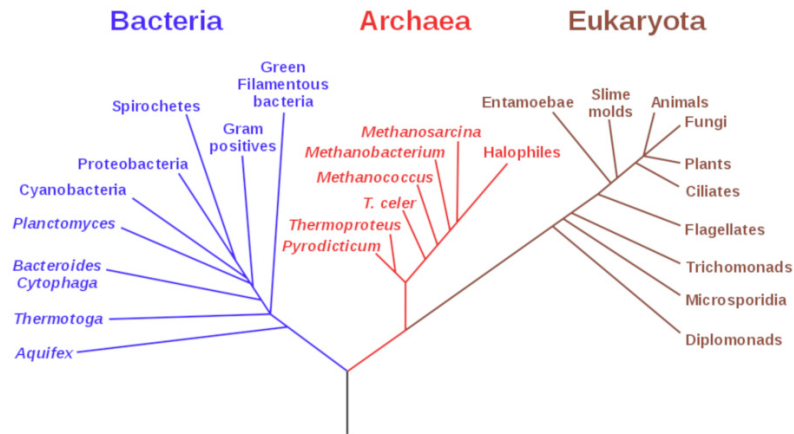 Bacteria
Archaea
Eukaryota
Green
Filamentous
bacteria
Spirochetes
Gram
positives
Proteobacteria
Cyanobacteria
Planctomyces
Bacteroides
Cytophaga
Thermotoga
Aquifex
Methanosarcina
Methanobacterium
Halophiles
Methanococcus
T. celer
Thermoproteus
Pyrodicticum
Entamoebae
Slime
molds
Animals
Fungi
Plants
Ciliates
Flagellates
Trichomonads
Microsporidia
Diplomonads